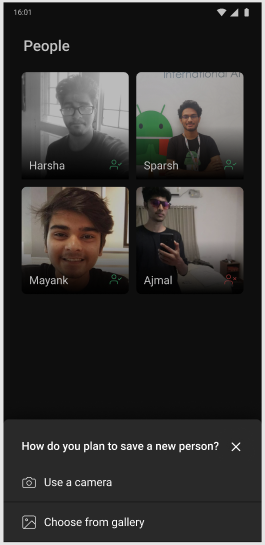 16:01
People
International A
Harsha
Sparsh
Mayank
Ajmal
How do you plan to save a new person?
Use a camera
Choose from gallery